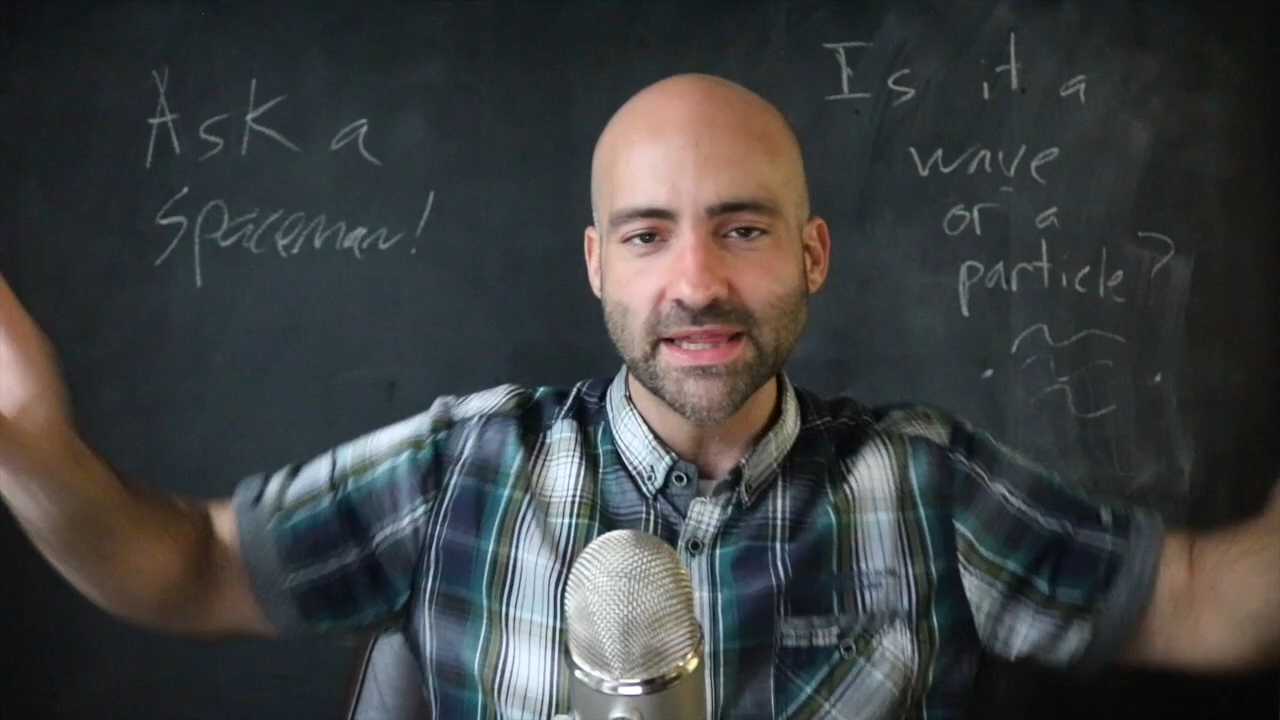 Ask a
Spaceman!
Is it a
wave
or a
particle?